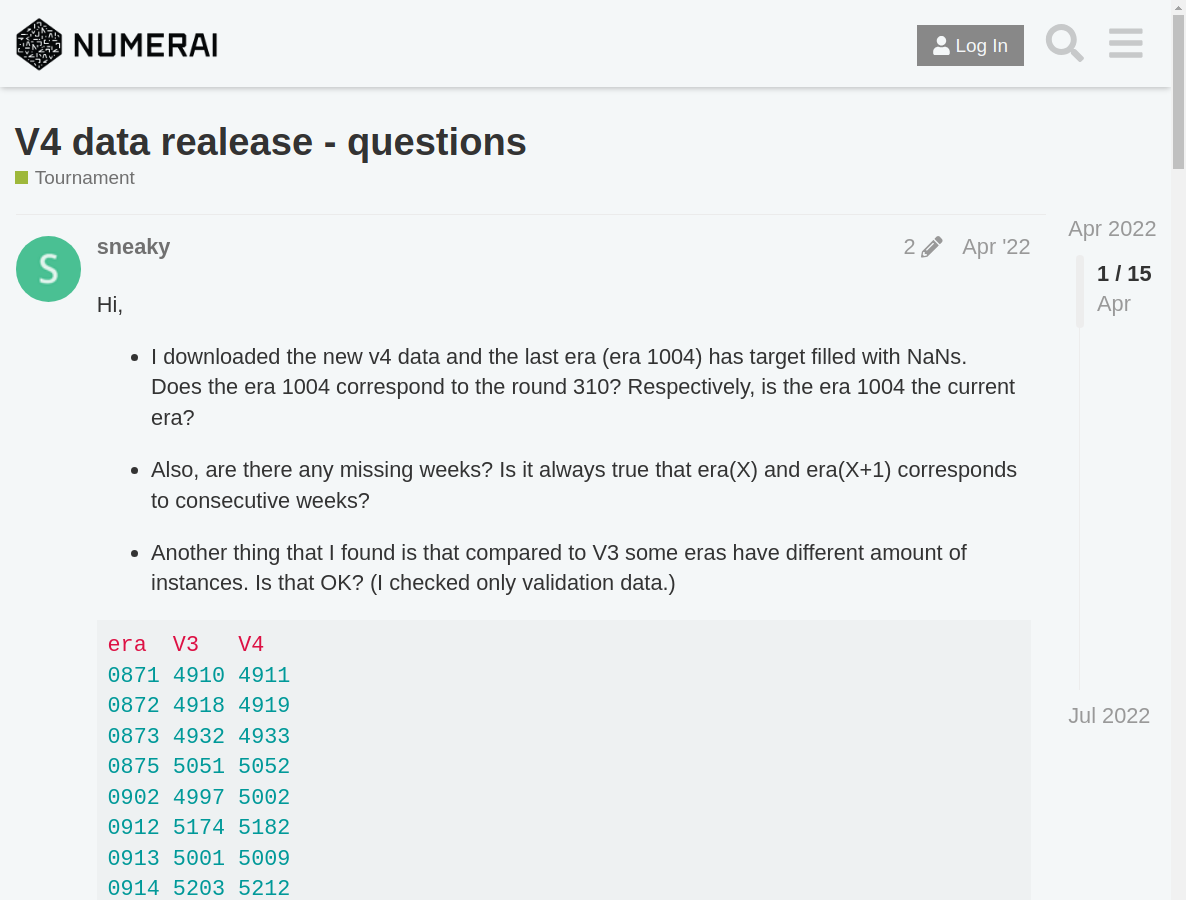 NUMERAI
Log In
V4 data realease - questions
Tournament
Apr 2022
1 / 15
Apr
Jul 2022
S
sneaky
2
Apr '22
Hi,
I downloaded the new v4 data and the last era (era 1004) has target filled with NaNs.
Does the era 1004 correspond to the round 310? Respectively, is the era 1004 the current
era?
Also, are there any missing weeks? Is it always true that era(X) and era(X+1) corresponds
to consecutive weeks?
Another thing that I found is that compared to V3 some eras have different amount of
instances. Is that OK? (I checked only validation data.)
era  V3   V4
0871 4910 4911
0872 4918 4919
0873 4932 4933
0875 5051 5052
0902 4997 5002
0912 5174 5182
0913 5001 5009
0914 5203 5212